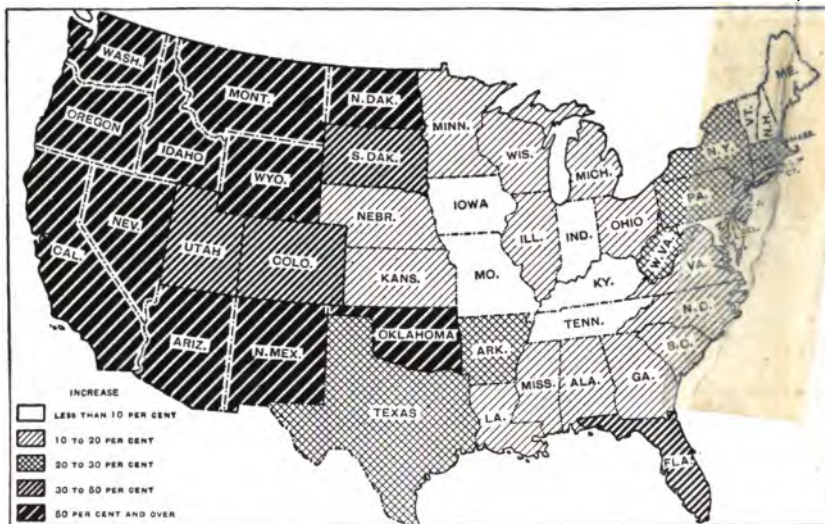 WASH.
MONT.
N.DAK.
MINN.
ME.
VT.
N.H.
OREGON
IDAHO
S.DAK.
WIS.
MICH.
N.Y.
MASS.
CT.
WYO.
NEBR.
IOWA
PA.
NEV.
UTAH
COLO.
ILL.
IND.
OHIO
W.VA.
DEL.
CAL.
KANS.
MO.
KY.
VA.
N.C.
TENN.
ARIZ.
N.MEX.
OKLAHOMA
ARK.
S.C.
TEXAS
LA.
MISS.
ALA.
GA.
FLA.
INCREASE
LESS THAN 10 PER CENT
10 TO 20 PER CENT
20 TO 30 PER CENT
30 TO 50 PER CENT
50 PER CENT AND OVER